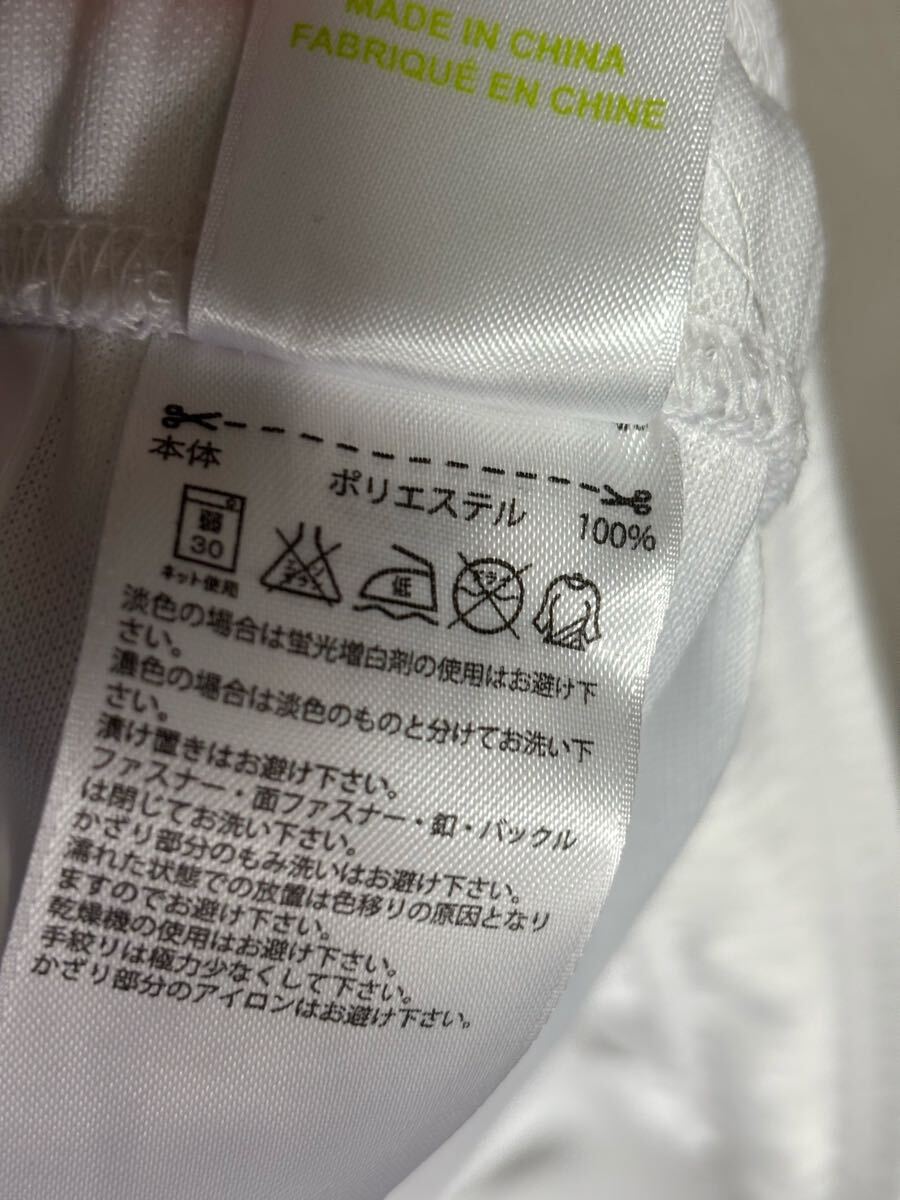 MADE IN CHINA
FABRIQUÉ EN CHINE
本体 ポリエステル 100%
弱
30
ネット使用
エンソ
サラシ
低
ドライ
淡色の場合は蛍光増白剤の使用はお避け下
さい。
濃色の場合は淡色のものと分けてお洗い下
さい。
漬け置きはお避け下さい。
ファスナー・面ファスナー・釦・バックル
は閉じてお洗い下さい。
かざり部分のもみ洗いはお避け下さい。
濡れた状態での放置は色移りの原因となり
ますのでお避け下さい。
乾燥機の使用はお避け下さい。
手絞りは極力少なくして下さい。
かざり部分のアイロンはお避け下さい。